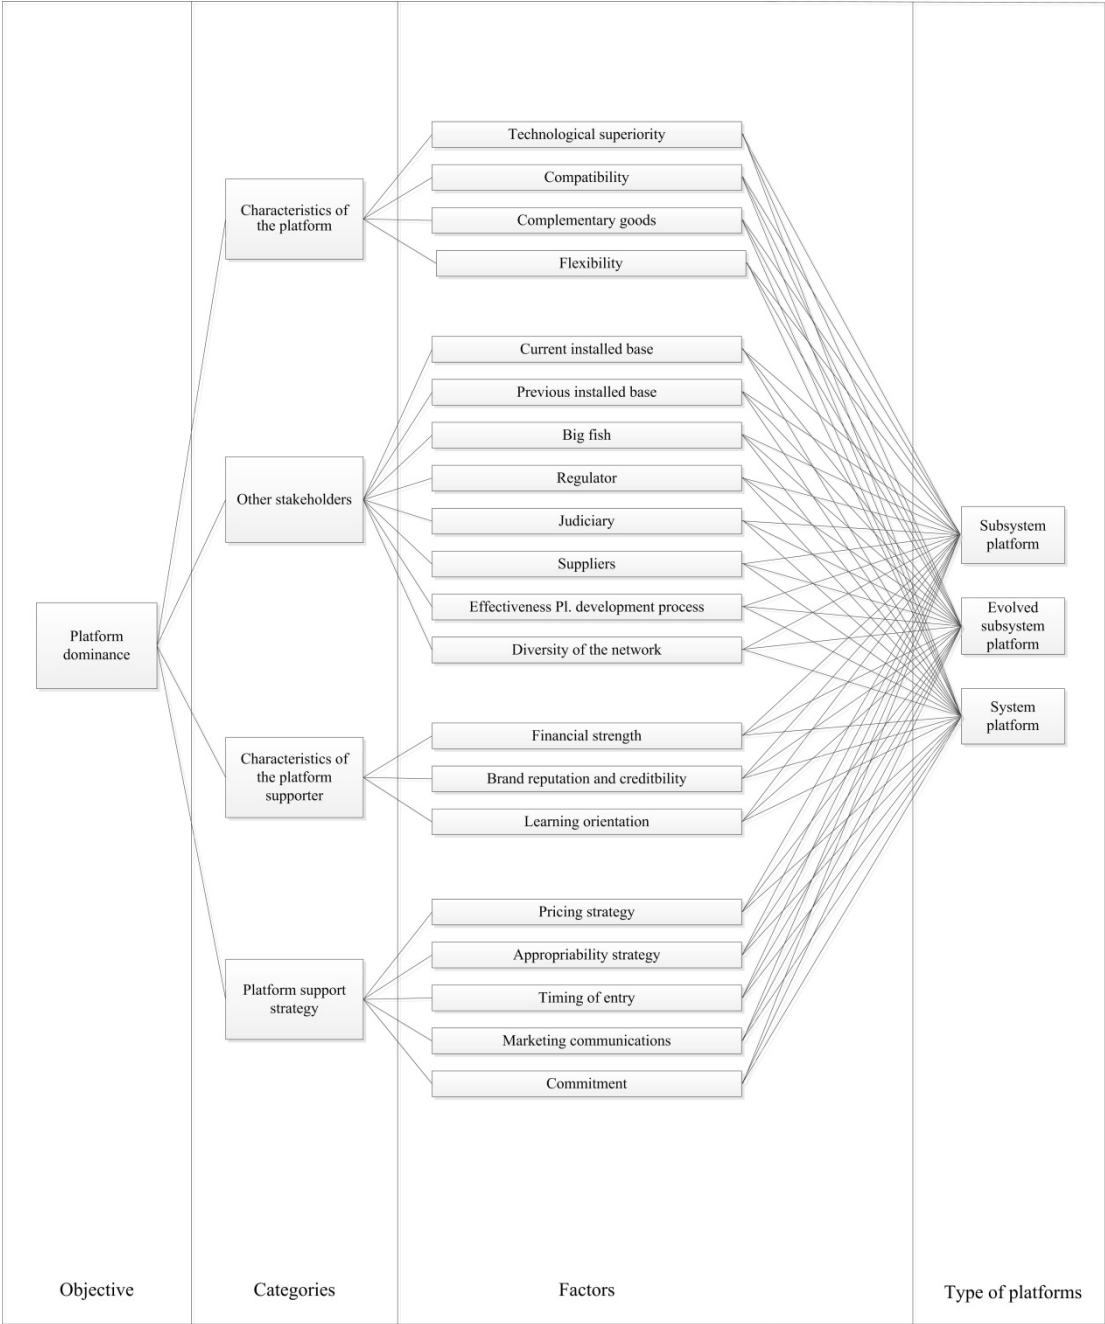 Platform
dominance
Characteristics of
the platform
Other stakeholders
Characteristics of
the platform
supporter
Platform support
strategy
Technological superiority
Compatibility
Complementary goods
Flexibility
Current installed base
Previous installed base
Big fish
Regulator
Judiciary
Suppliers
Effectiveness Pl. development process
Diversity of the network
Financial strength
Brand reputation and creditbility
Learning orientation
Pricing strategy
Appropriability strategy
Timing of entry
Marketing communications
Commitment
Subsystem
platform
Evolved
subsystem
platform
System
platform
Objective
Categories
Factors
Type of platforms